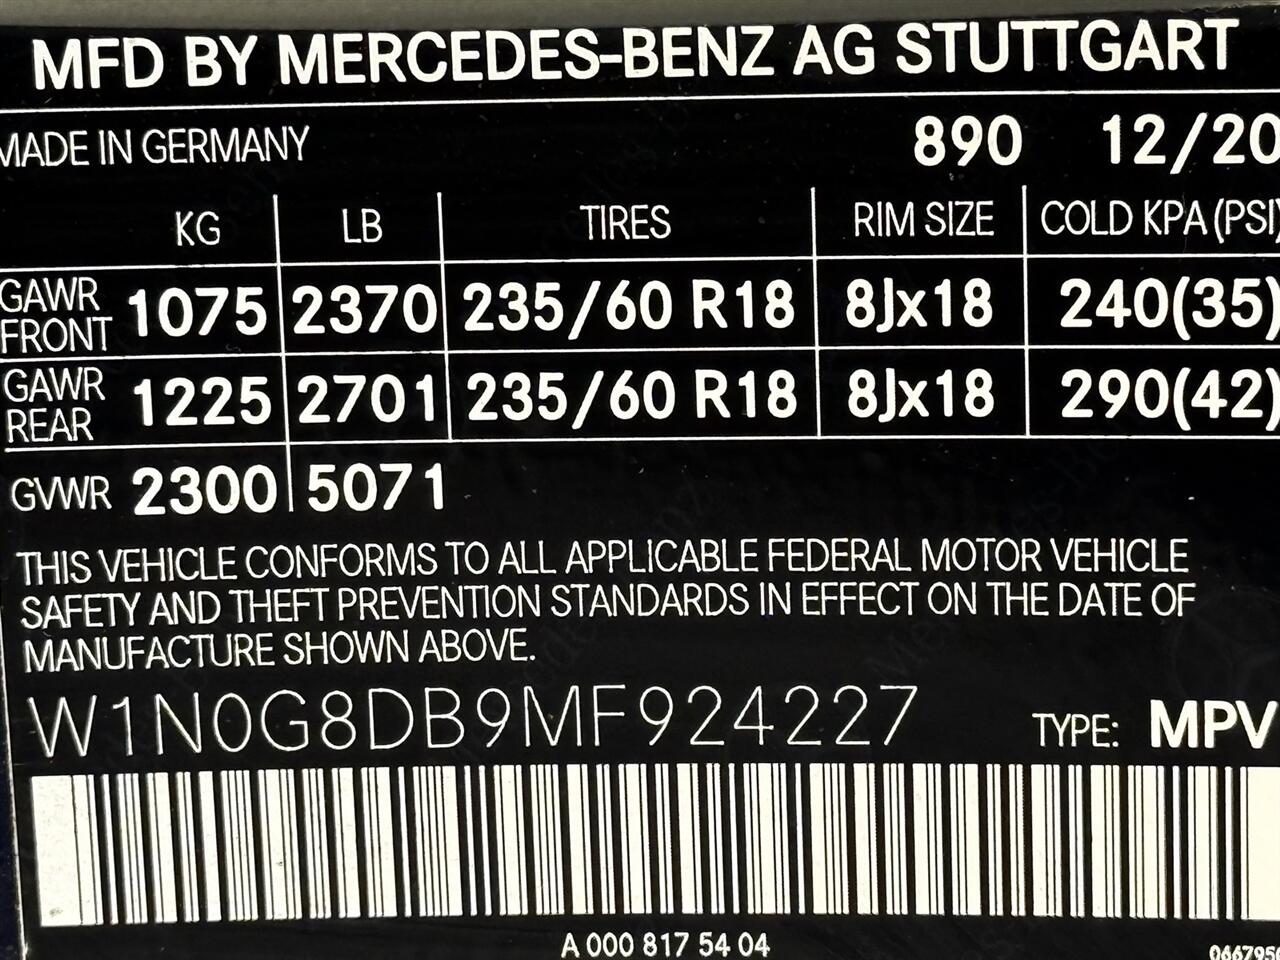 MFD BY MERCEDES-BENZ AG STUTTGART
MADE IN GERMANY 890 12/20
KG LB TIRES RIM SIZE COLD KPA (PSI)
GAWR FRONT 1075 2370 235/60 R18 8Jx18 240(35)
GAWR REAR 1225 2701 235/60 R18 8Jx18 290(42)
GVWR 2300 5071
THIS VEHICLE CONFORMS TO ALL APPLICABLE FEDERAL MOTOR VEHICLE
SAFETY AND THEFT PREVENTION STANDARDS IN EFFECT ON THE DATE OF
MANUFACTURE SHOWN ABOVE.
W1N0G8DB9MF924227 TYPE: MPV
A 000 817 54 04